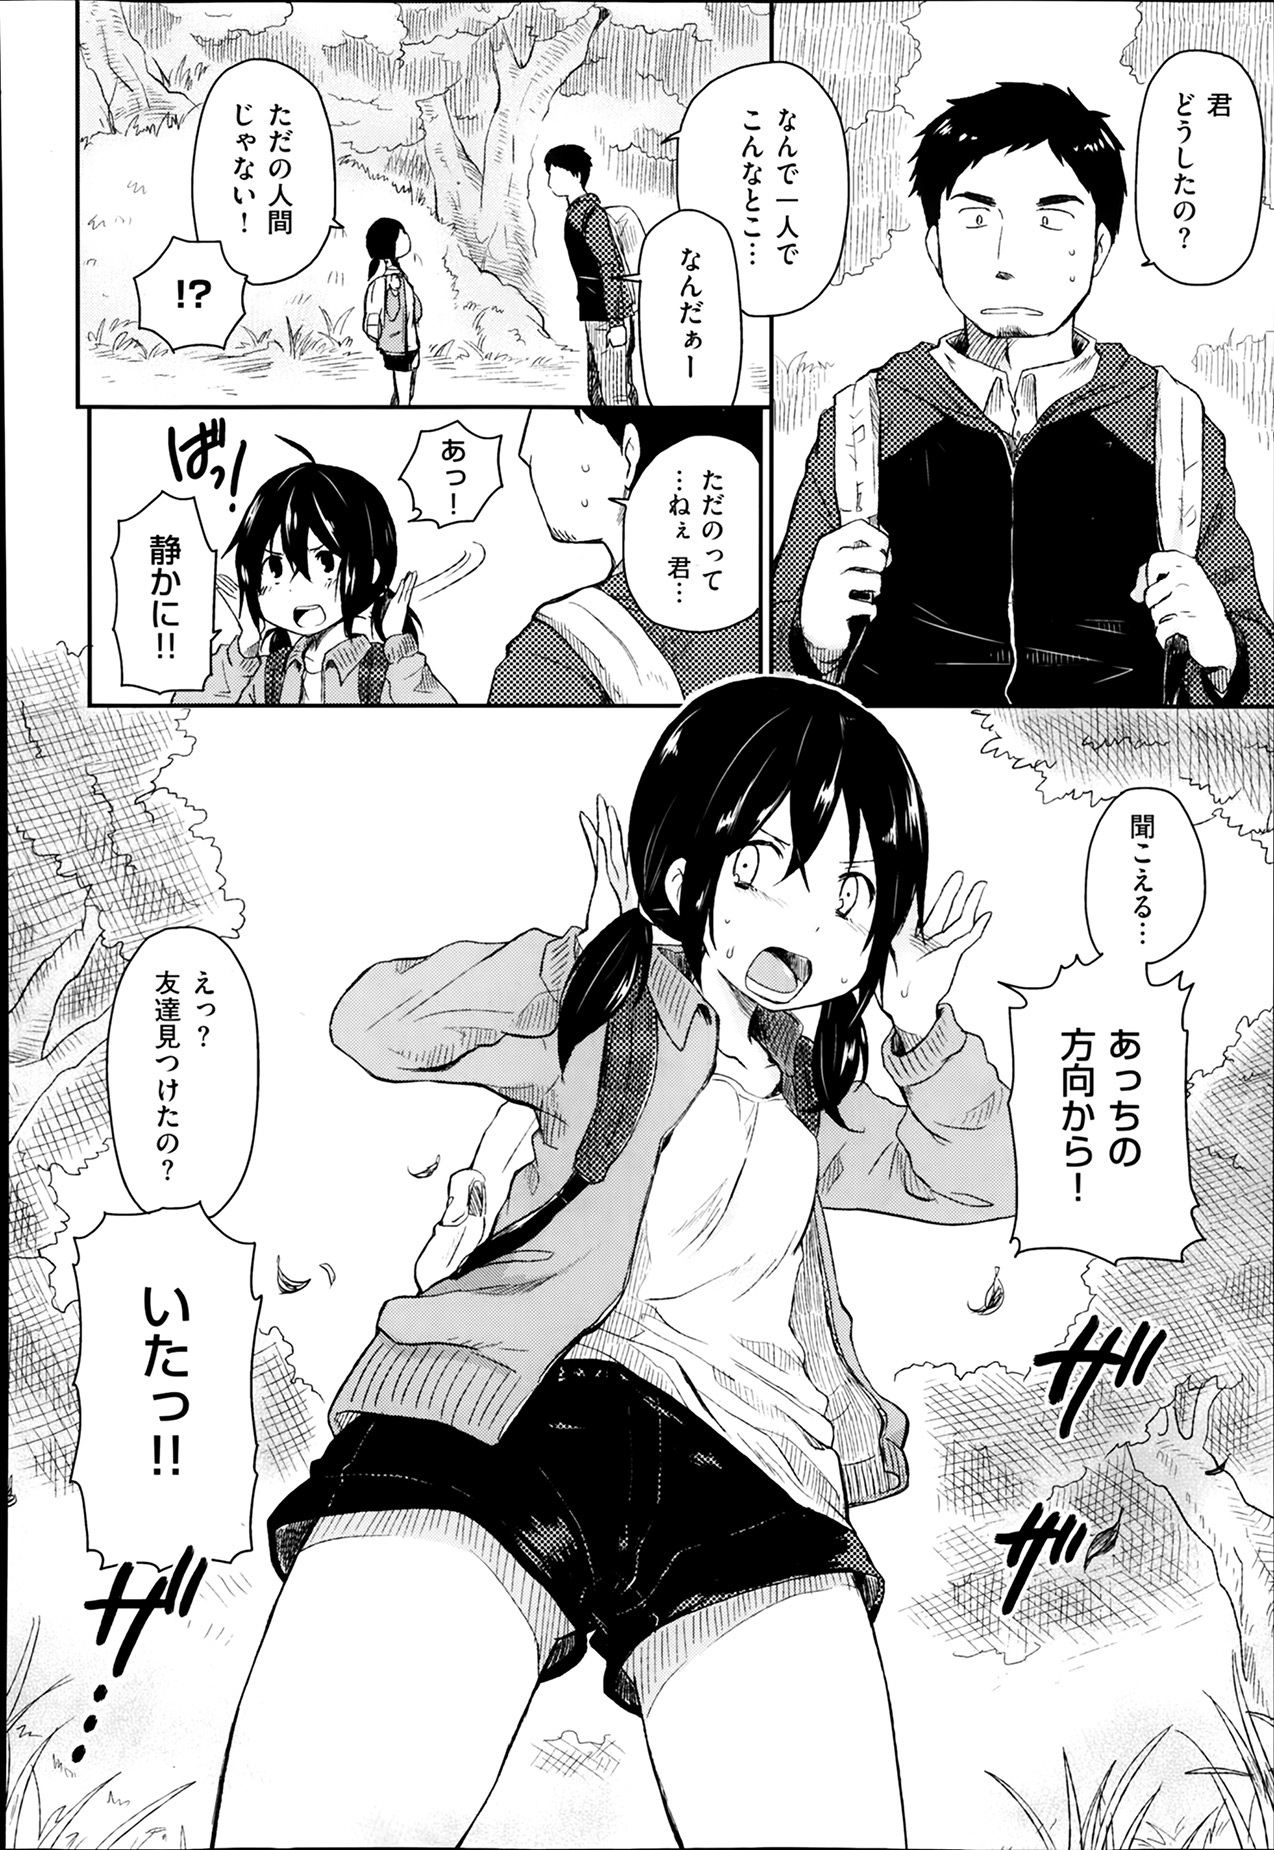 君
どうしたの？
なんで一人で
こんなとこ…
なんだぁー
ただの人間
じゃない！
!?
ただのって
…ねぇ 君…
あっ！
ばっ！
静かに!!
聞こえる…
あっちの
方向から！
えっ？
友達見つけたの？
いたっ!!
ザ
ザ
ザ…